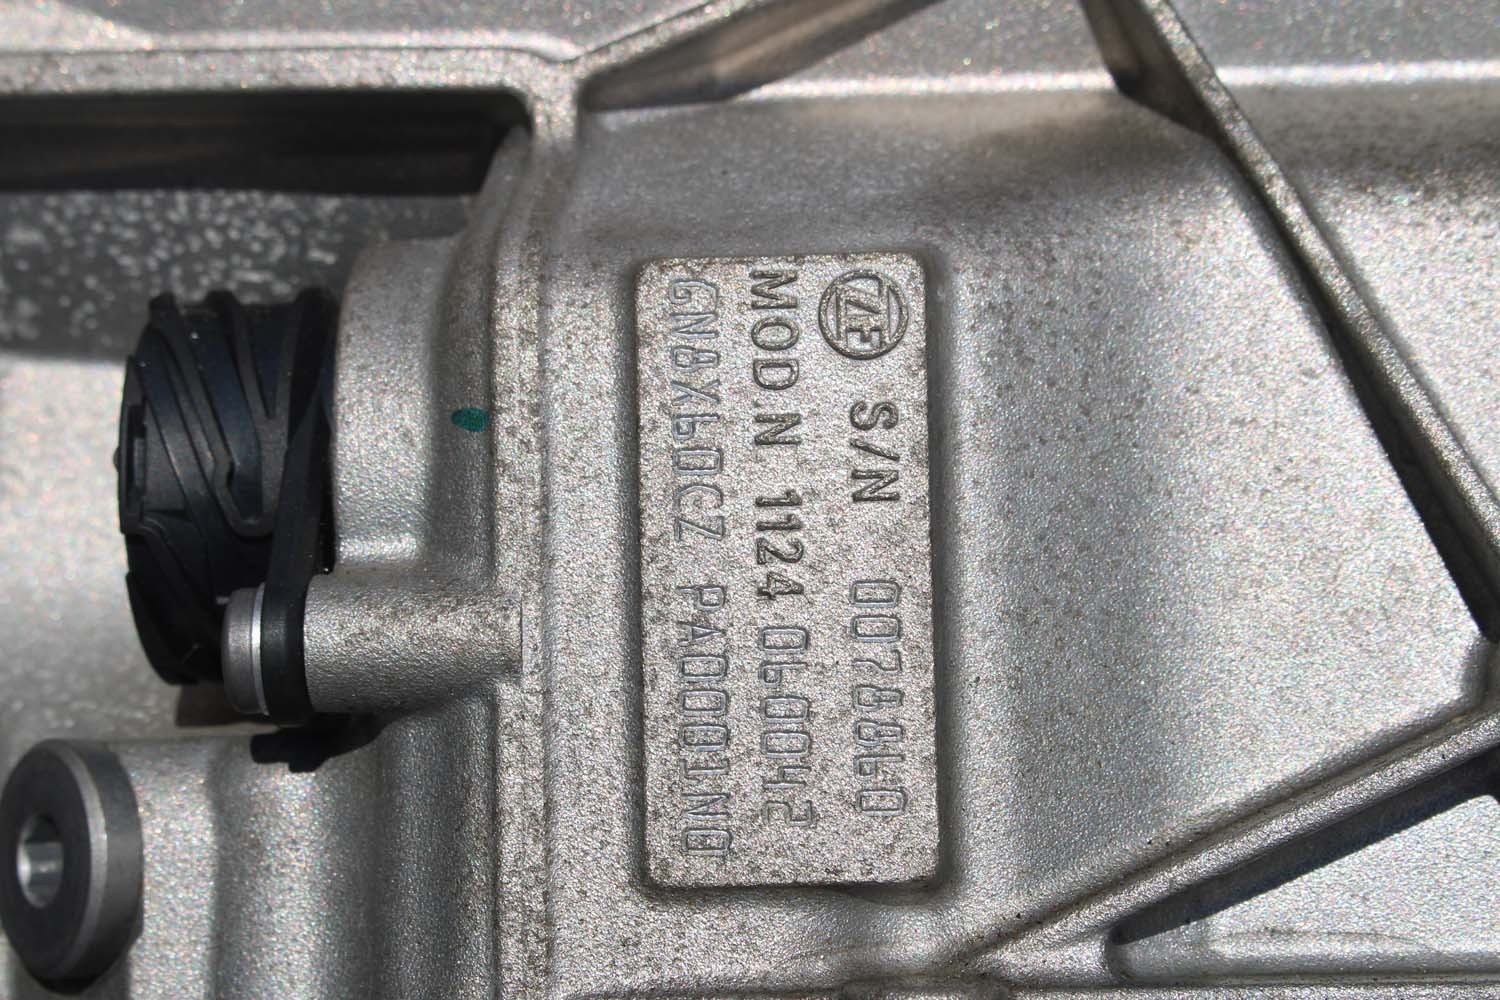 ZF S/N 0078860
MOD.N 1124 060042
GN8X60CZ PA0001N0